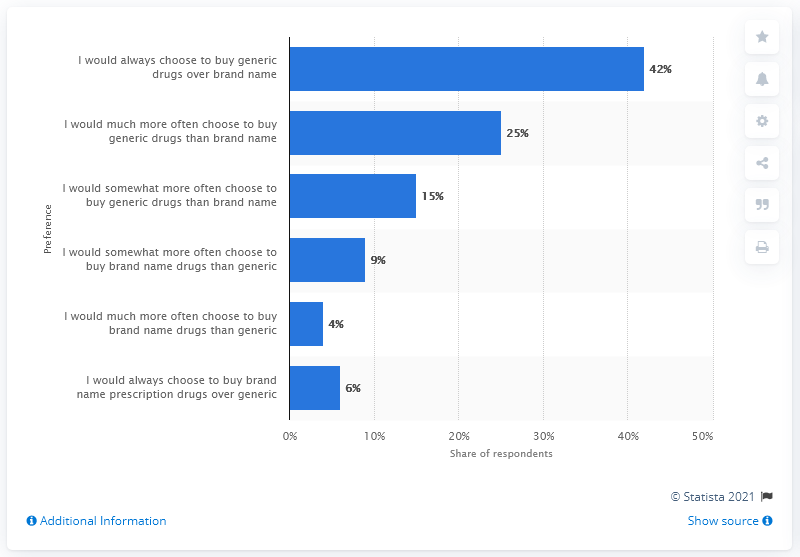 I would always choose to buy generic
drugs over brand name
42%
I would much more often choose to buy
generic drugs than brand name
25%
I would somewhat more often choose to
buy generic drugs than brand name
15%
Preference
I would somewhat more often choose to
buy brand name drugs than generic
9%
I would much more often choose to buy
brand name drugs than generic
4%
I would always choose to buy brand
name prescription drugs over generic
6%
0% 10% 20% 30% 40% 50%
Share of respondents
© Statista 2021
Additional Information
Show source